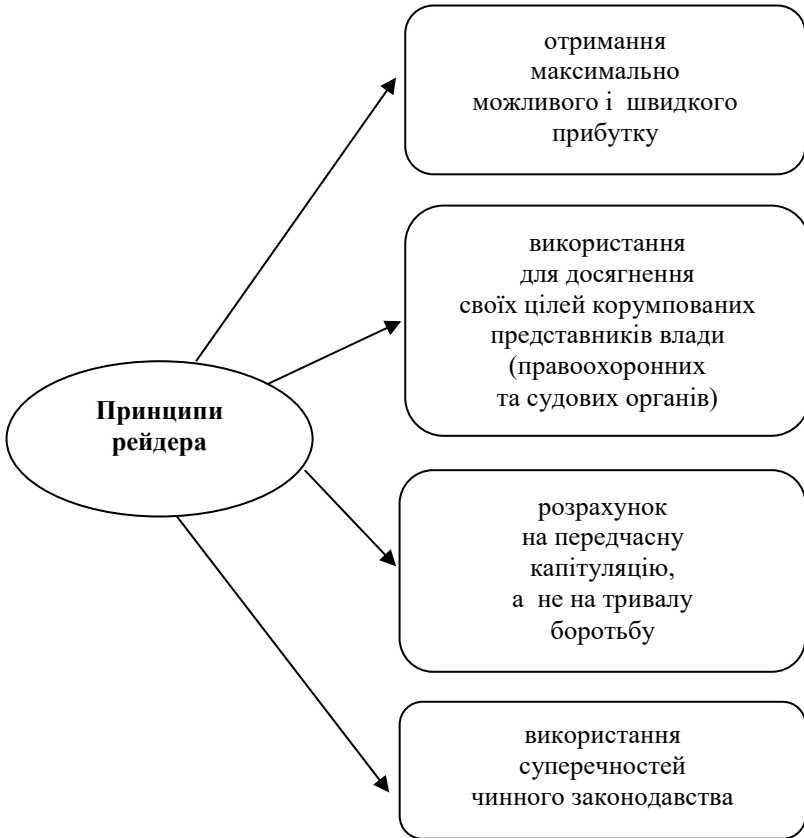 отримання
максимально
можливого і швидкого
прибутку
використання
для досягнення
своїх цілей корумпованих
представників влади
(правоохоронних
та судових органів)
Принципи
рейдера
розрахунок
на передчасну
капітуляцію,
а не на тривалу
боротьбу
використання
суперечностей
чинного законодавства